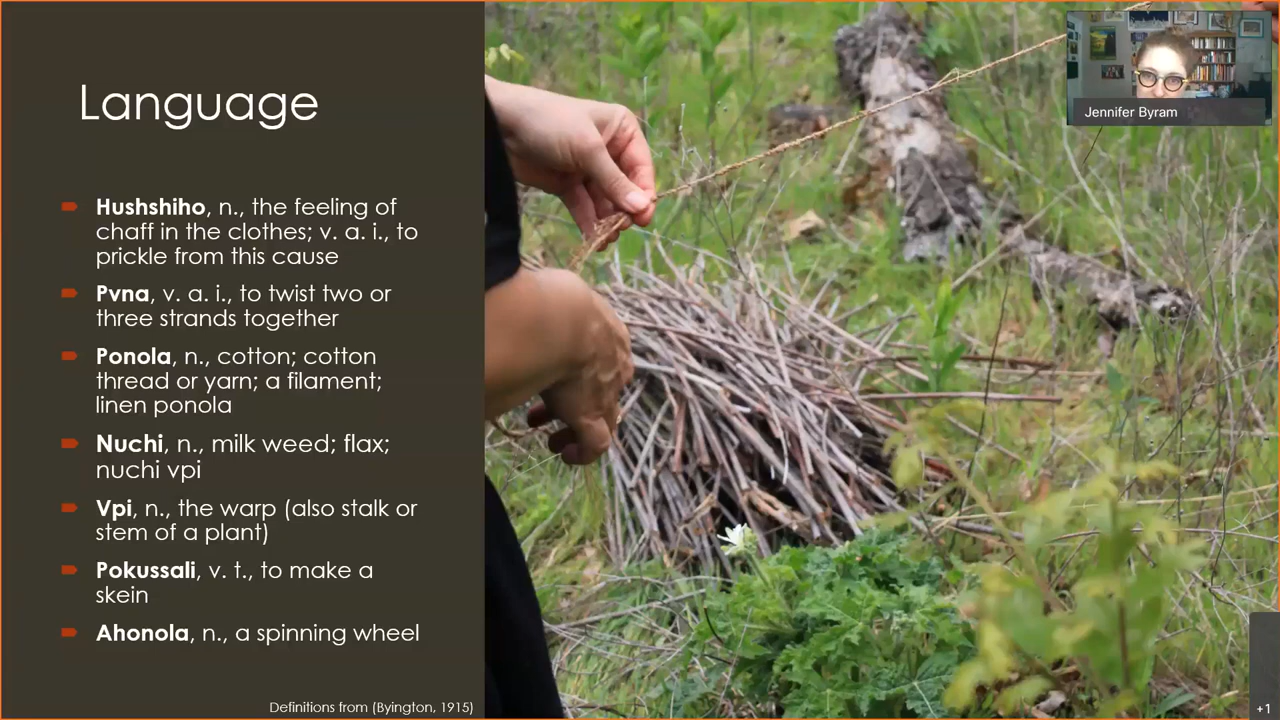 Language
Hushshiho, n., the feeling of
chaff in the clothes; v. a. i., to
prickle from this cause
Pvna, v. a. i., to twist two or
three strands together
Ponola, n., cotton; cotton
thread or yarn; a filament;
linen ponola
Nuchi, n., milk weed; flax;
nuchi vpi
Vpi, n., the warp (also stalk or
stem of a plant)
Pokussali, v. t., to make a
skein
Ahonola, n., a spinning wheel
Definitions from (Byington, 1915)
Jennifer Byram
+1